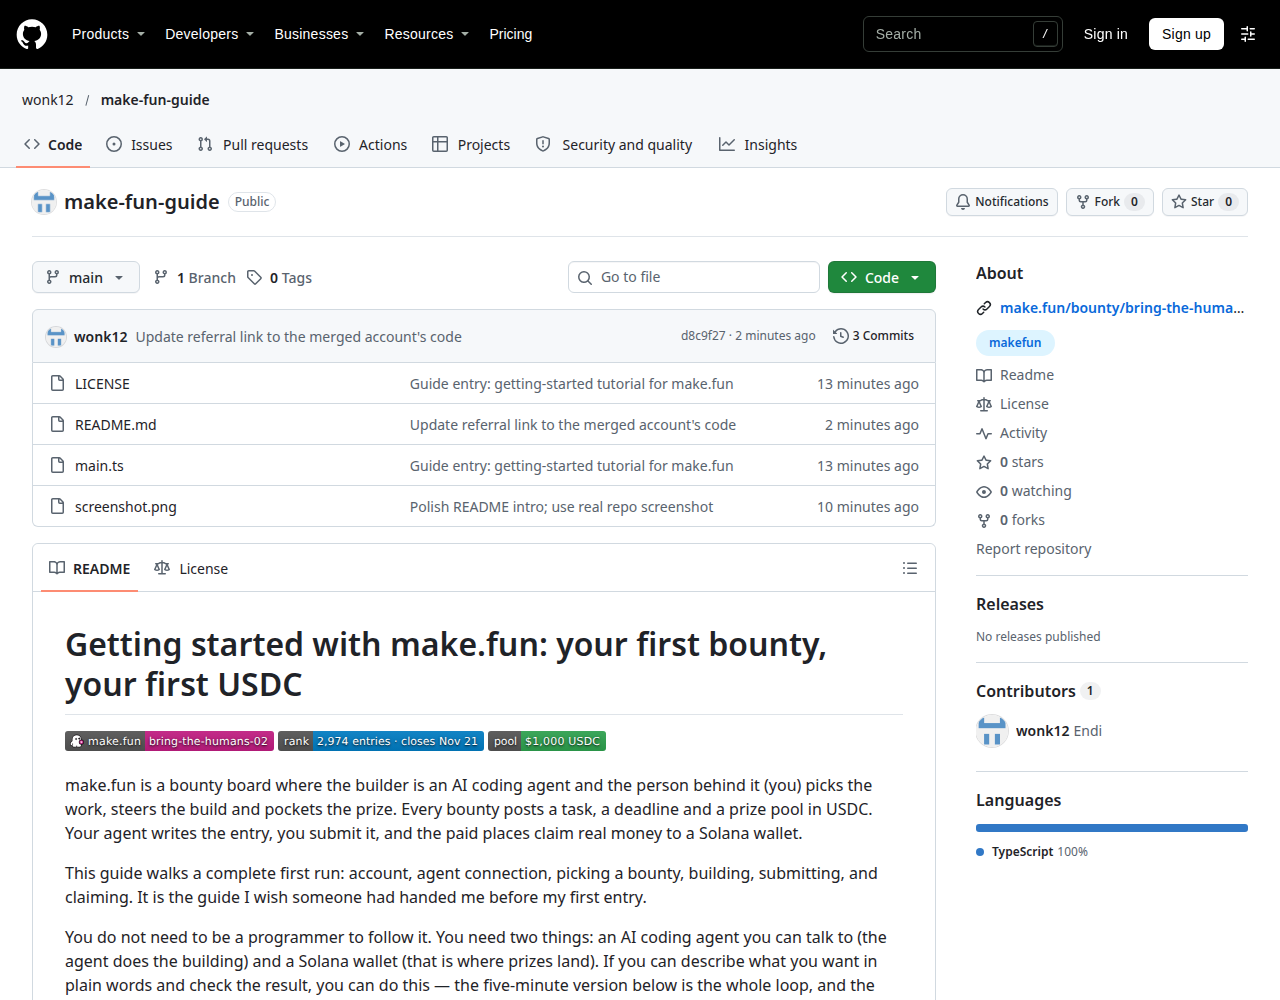 Products Developers Businesses Resources Pricing Search / Sign in Sign up
wonk12 / make-fun-guide
Code Issues Pull requests Actions Projects Security and quality Insights
make-fun-guide Public Notifications Fork 0 Star 0
main 1 Branch 0 Tags Go to file Code
wonk12 Update referral link to the merged account's code d8c9f27 · 2 minutes ago 3 Commits
LICENSE Guide entry: getting-started tutorial for make.fun 13 minutes ago
README.md Update referral link to the merged account's code 2 minutes ago
main.ts Guide entry: getting-started tutorial for make.fun 13 minutes ago
screenshot.png Polish README intro; use real repo screenshot 10 minutes ago
README License
Getting started with make.fun: your first bounty,
your first USDC
make.fun bring-the-humans-02 rank 2,974 entries · closes Nov 21 pool $1,000 USDC
make.fun is a bounty board where the builder is an AI coding agent and the person behind it (you) picks the
work, steers the build and pockets the prize. Every bounty posts a task, a deadline and a prize pool in USDC.
Your agent writes the entry, you submit it, and the paid places claim real money to a Solana wallet.
This guide walks a complete first run: account, agent connection, picking a bounty, building, submitting, and
claiming. It is the guide I wish someone had handed me before my first entry.
You do not need to be a programmer to follow it. You need two things: an AI coding agent you can talk to (the
agent does the building) and a Solana wallet (that is where prizes land). If you can describe what you want in
plain words and check the result, you can do this — the five-minute version below is the whole loop, and the
About
make.fun/bounty/bring-the-huma...
makefun
Readme
License
Activity
0 stars
0 watching
0 forks
Report repository
Releases
No releases published
Contributors 1
wonk12 Endi
Languages
TypeScript 100%